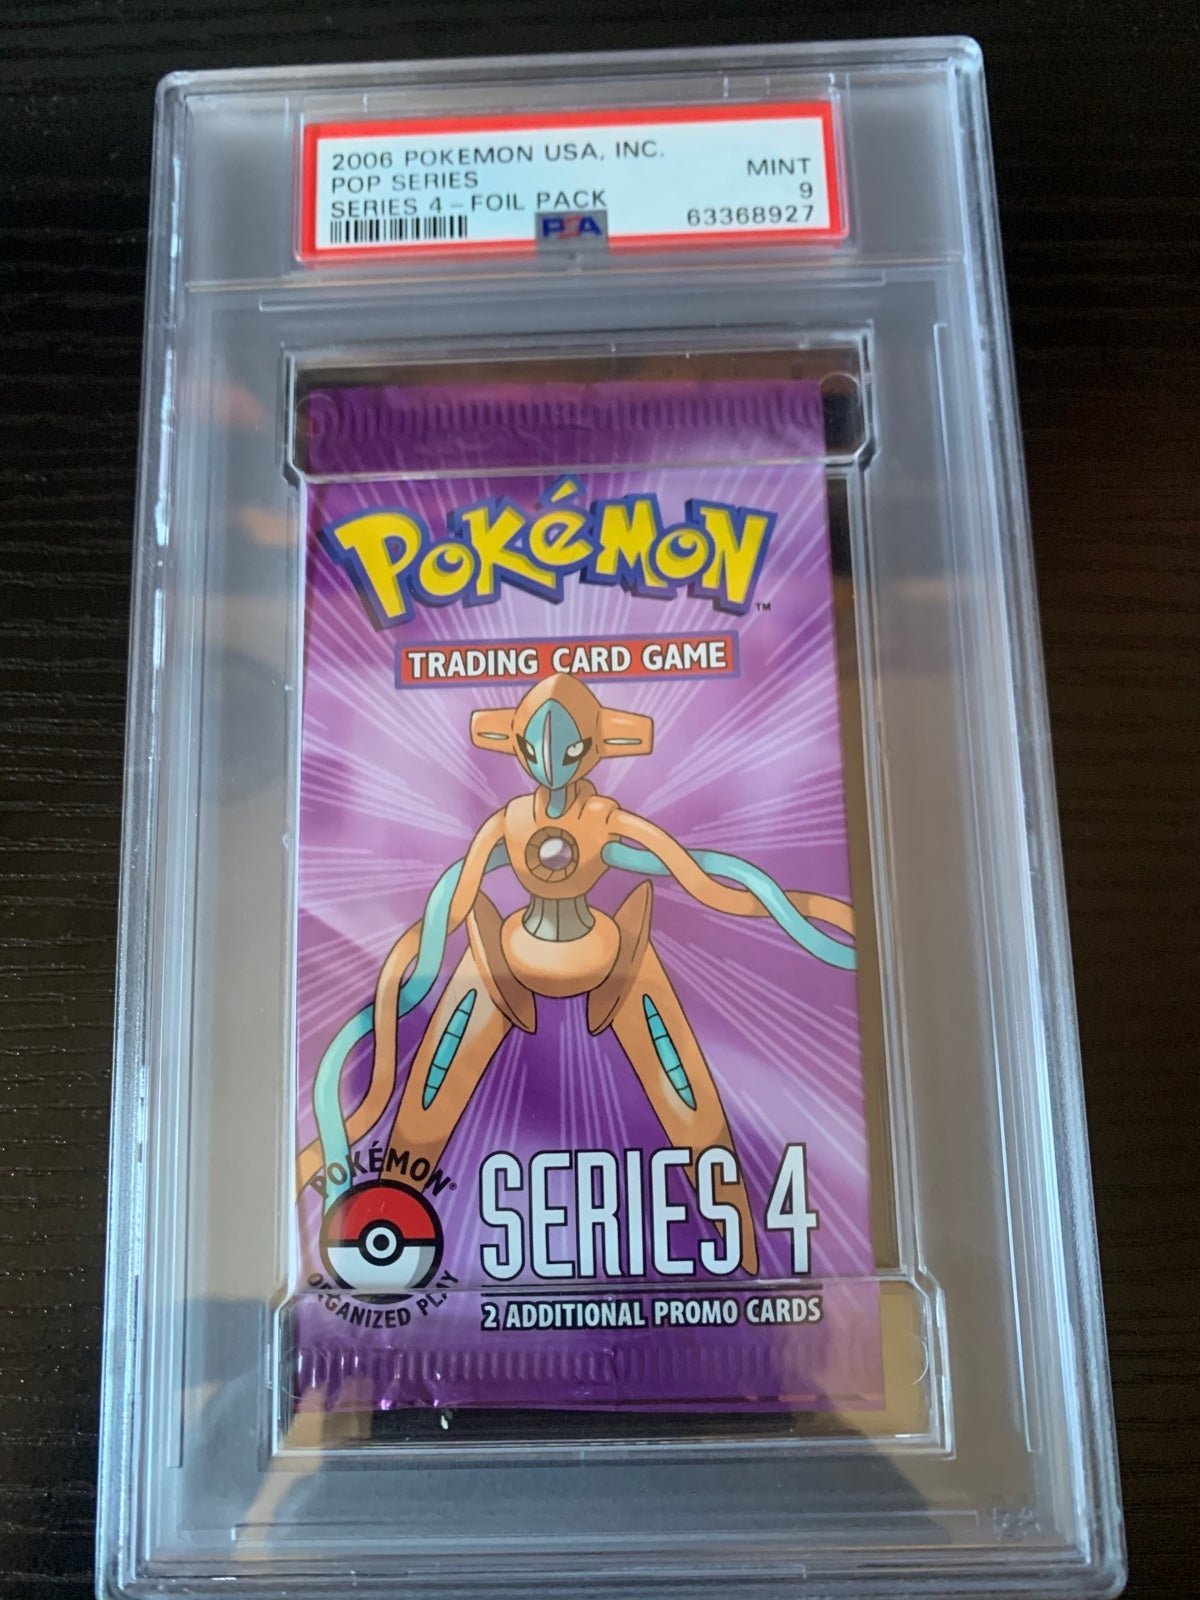 2006 POKEMON USA, INC.
POP SERIES MINT
SERIES 4 - FOIL PACK 9
PSA 63368927
POKéMON™
TRADING CARD GAME
POKÉMON®
ORGANIZED PLAY
SERIES 4
2 ADDITIONAL PROMO CARDS